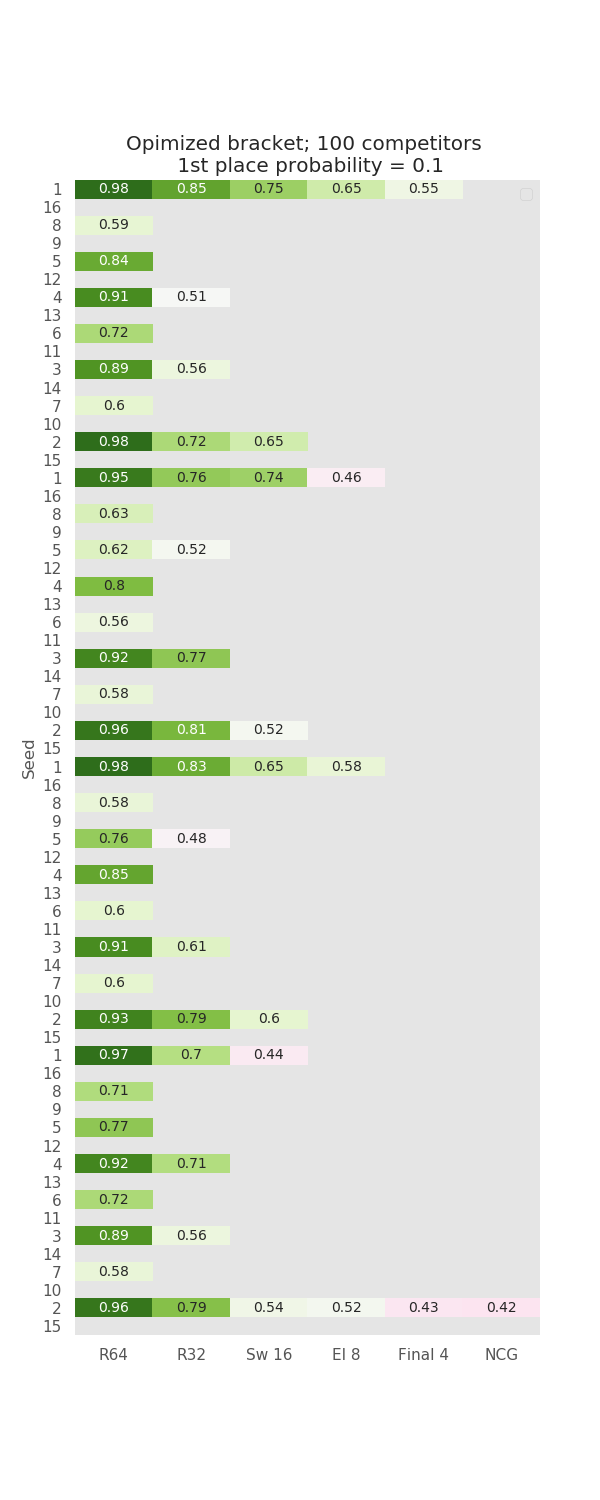 Opimized bracket; 100 competitors
1st place probability = 0.1
1 0.98 0.85 0.75 0.65 0.55
16
8 0.59
9
5 0.84
12
4 0.91 0.51
13
6 0.72
11
3 0.89 0.56
14
7 0.6
10
2 0.98 0.72 0.65
15
1 0.95 0.76 0.74 0.46
16
8 0.63
9
5 0.62 0.52
12
4 0.8
13
6 0.56
11
3 0.92 0.77
14
7 0.58
10
2 0.96 0.81 0.52
15
Seed
1 0.98 0.83 0.65 0.58
16
8 0.58
9
5 0.76 0.48
12
4 0.85
13
6 0.6
11
3 0.91 0.61
14
7 0.6
10
2 0.93 0.79 0.6
15
1 0.97 0.7 0.44
16
8 0.71
9
5 0.77
12
4 0.92 0.71
13
6 0.72
11
3 0.89 0.56
14
7 0.58
10
2 0.96 0.79 0.54 0.52 0.43 0.42
15
R64 R32 Sw 16 El 8 Final 4 NCG